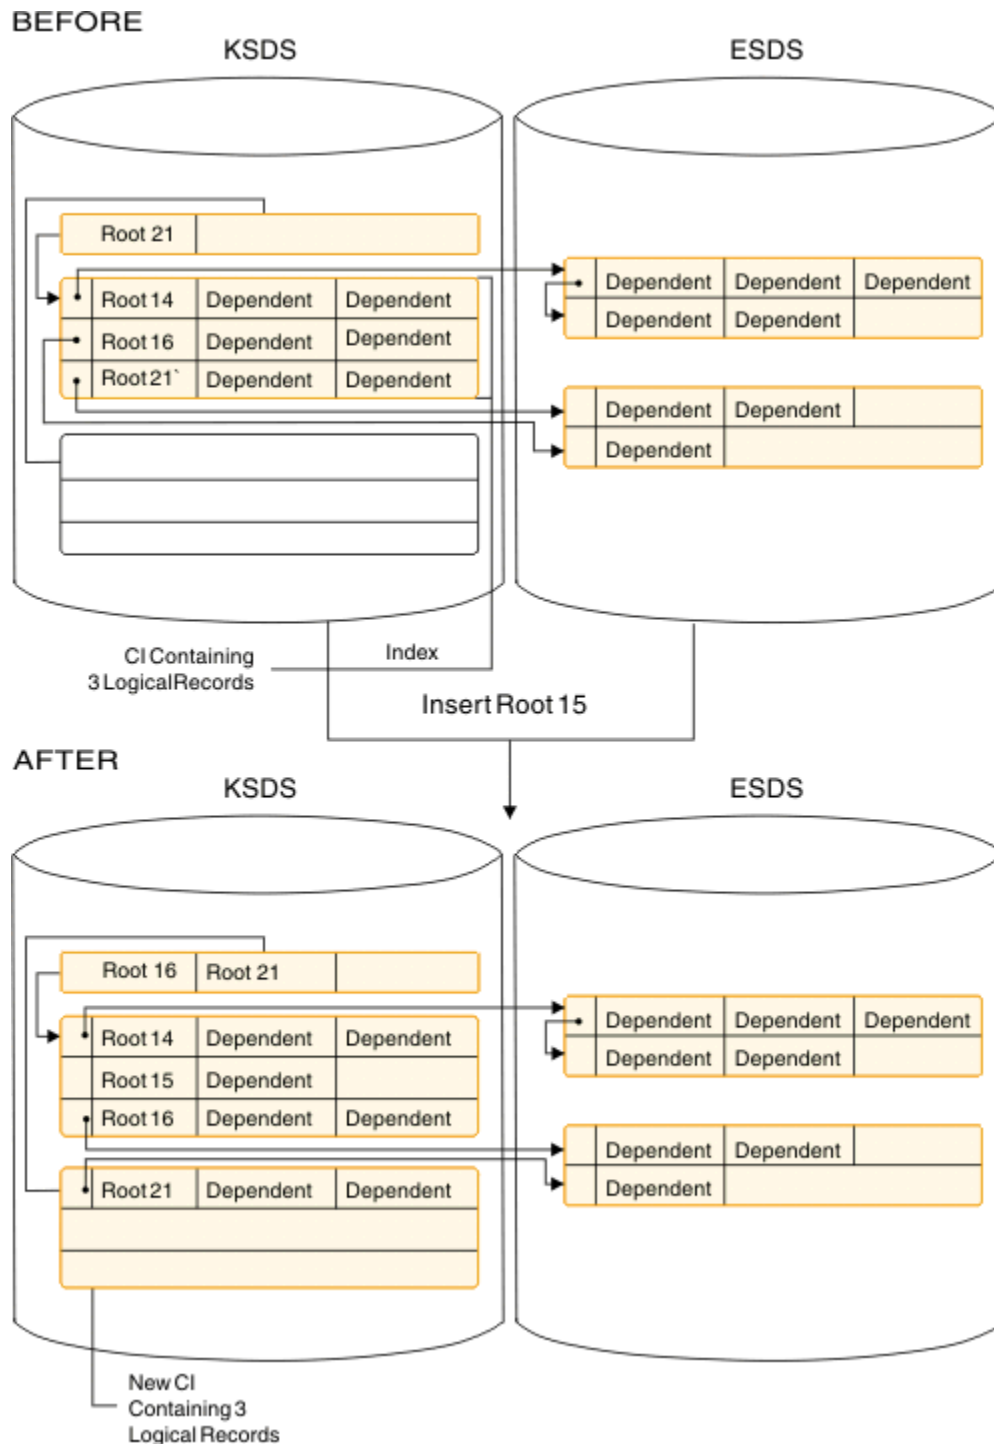 BEFORE
KSDS ESDS
Root 21
Root 14 Dependent Dependent
Root 16 Dependent Dependent
Root 21` Dependent Dependent
Dependent Dependent Dependent
Dependent Dependent
Dependent Dependent
Dependent
CI Containing
3 Logical Records
Index
Insert Root 15
AFTER
KSDS ESDS
Root 16 Root 21
Root 14 Dependent Dependent
Root 15 Dependent
Root 16 Dependent Dependent
Root 21 Dependent Dependent
Dependent Dependent Dependent
Dependent Dependent
Dependent Dependent
Dependent
New CI
Containing 3
Logical Records